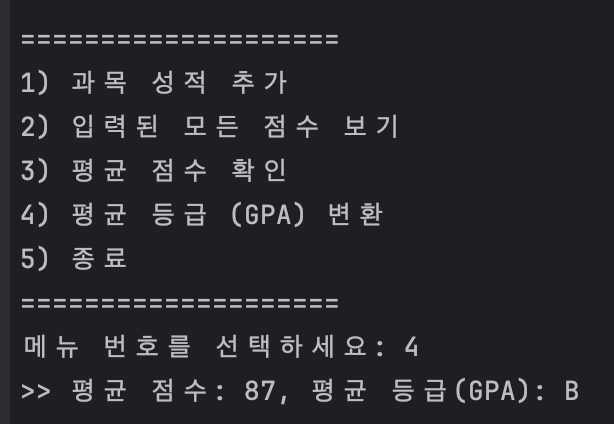 ====================
1) 과목 성적 추가
2) 입력된 모든 점수 보기
3) 평균 점수 확인
4) 평균 등급 (GPA) 변환
5) 종료
====================
메뉴 번호를 선택하세요: 4
>> 평균 점수: 87, 평균 등급(GPA): B